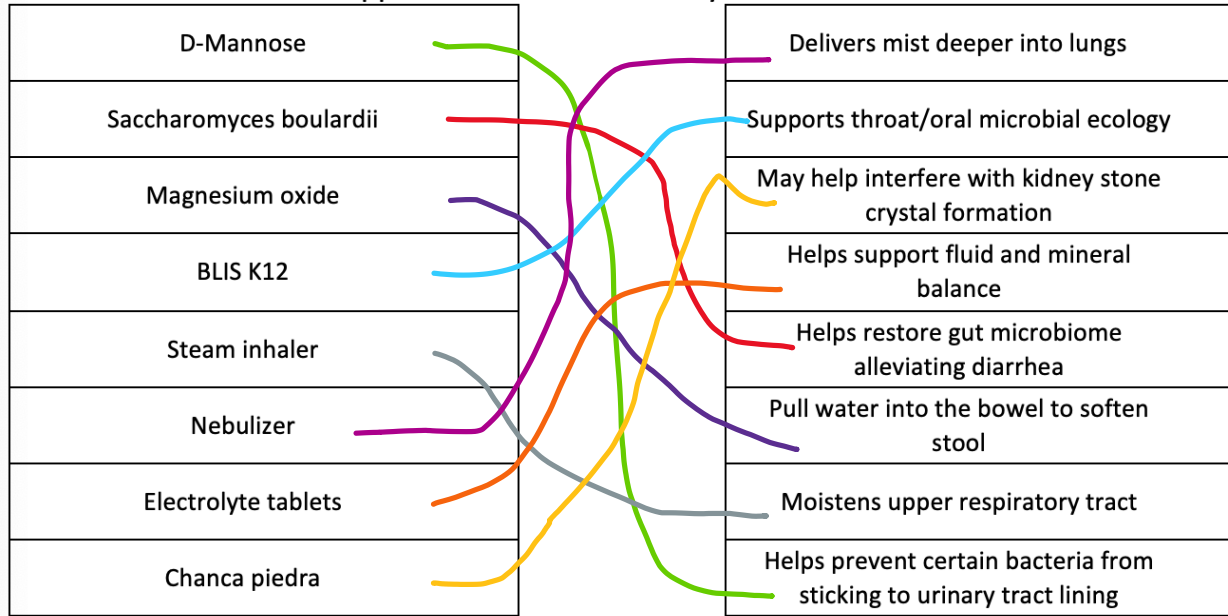 D-Mannose
Delivers mist deeper into lungs
Saccharomyces boulardii
Supports throat/oral microbial ecology
Magnesium oxide
May help interfere with kidney stone
crystal formation
BLIS K12
Helps support fluid and mineral
balance
Steam inhaler
Helps restore gut microbiome
alleviating diarrhea
Nebulizer
Pull water into the bowel to soften
stool
Electrolyte tablets
Moistens upper respiratory tract
Chanca piedra
Helps prevent certain bacteria from
sticking to urinary tract lining